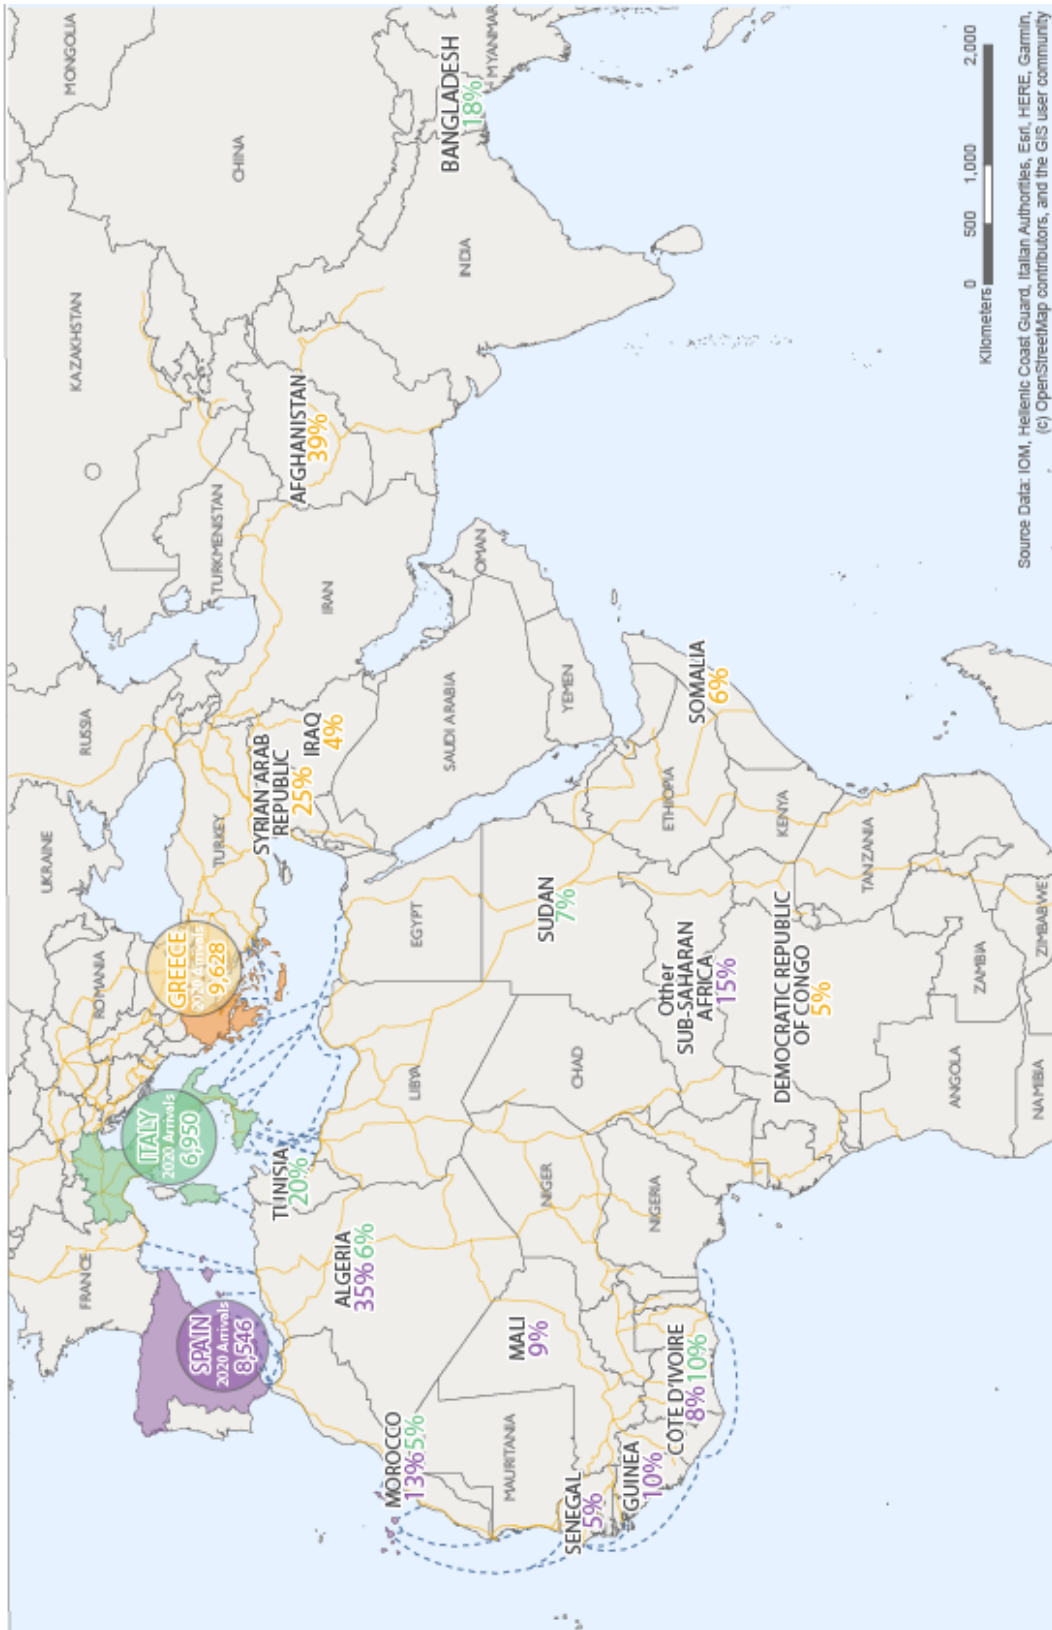 MONGOLIA
KAZAKHSTAN
RUSSIA
UKRAINE
ROMANIA
FRANCE
CHINA
MYANMAR
BANGLADESH
18%
INDIA
TURKMENISTAN
AFGHANISTAN
39%
IRAN
OMAN
SAUDI ARABIA
YEMEN
IRAQ
4%
SYRIAN ARAB
REPUBLIC
25%
TURKEY
GREECE
2020 Arrivals
9,628
ITALY
2020 Arrivals
6,950
SPAIN
2020 Arrivals
8,546
TUNISIA
20%
ALGERIA
35% 6%
MOROCCO
13% 5%
LIBYA
EGYPT
SUDAN
7%
SOMALIA
6%
ETHIOPIA
KENYA
TANZANIA
CHAD
NIGER
NIGERIA
MALI
9%
MAURITANIA
SENEGAL
5%
GUINEA
10%
COTE D'IVOIRE
8% 10%
Other
SUB-SAHARAN
AFRICA
15%
DEMOCRATIC REPUBLIC
OF CONGO
5%
ANGOLA
ZAMBIA
ZIMBABWE
NAMIBIA
0 500 1,000 2,000
Kilometers
Source Data: IOM, Hellenic Coast Guard, Italian Authorities, Esri, HERE, Garmin,
(c) OpenStreetMap contributors, and the GIS user community